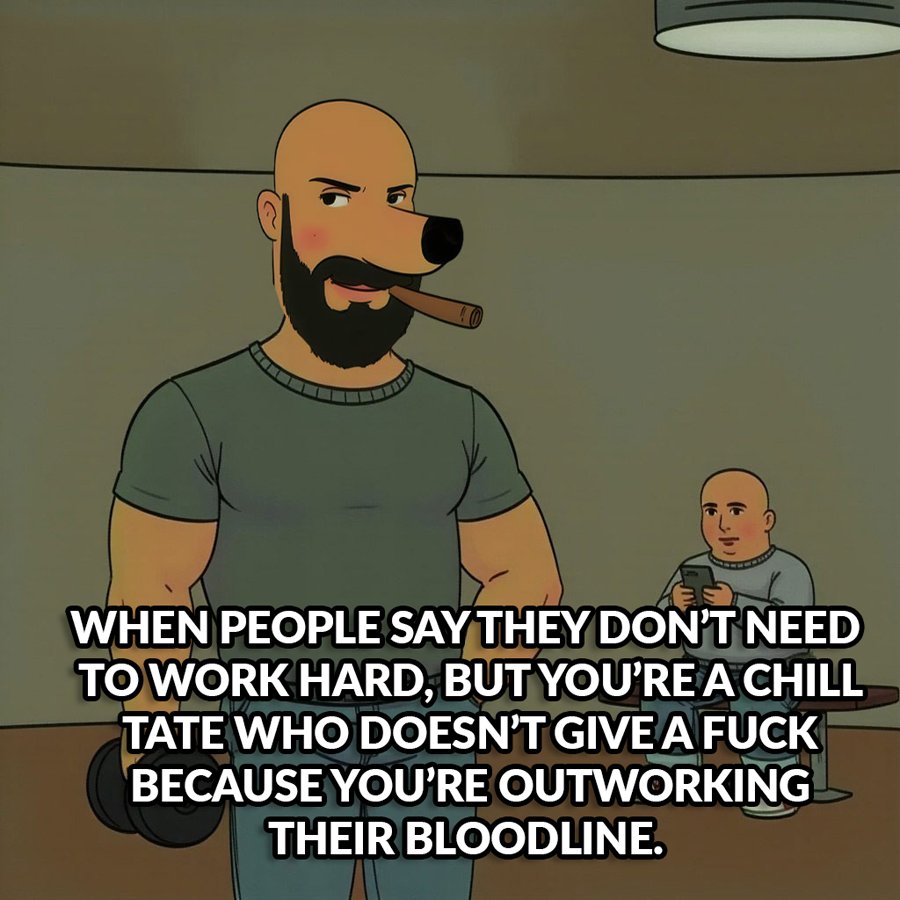 WHEN PEOPLE SAY THEY DON'T NEED
TO WORK HARD, BUT YOU'RE A CHILL
TATE WHO DOESN'T GIVE A FUCK
BECAUSE YOU'RE OUTWORKING
THEIR BLOODLINE.